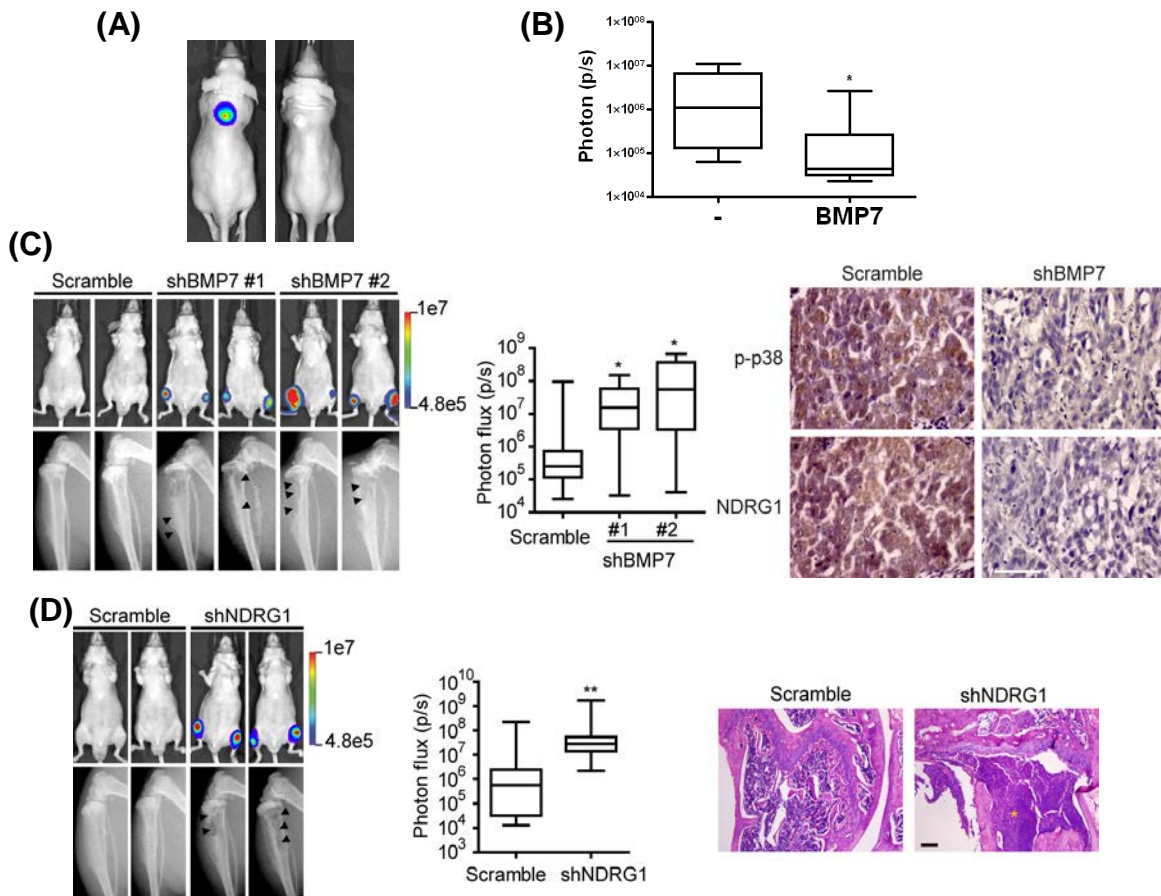 (A)
(B)
Photon (p/s)
1×10⁰⁸
1×10⁰⁷
1×10⁰⁶
1×10⁰⁵
1×10⁰⁴
*
-
BMP7
(C)
Scramble shBMP7 #1 shBMP7 #2
1e7
4.8e5
Photon flux (p/s)
10⁹
10⁸
10⁷
10⁶
10⁵
10⁴
* *
Scramble #1 #2
shBMP7
Scramble shBMP7
p-p38
NDRG1
(D)
Scramble shNDRG1
1e7
4.8e5
Photon flux (p/s)
10¹⁰
10⁹
10⁸
10⁷
10⁶
10⁵
10⁴
10³
**
Scramble shNDRG1
Scramble shNDRG1
*